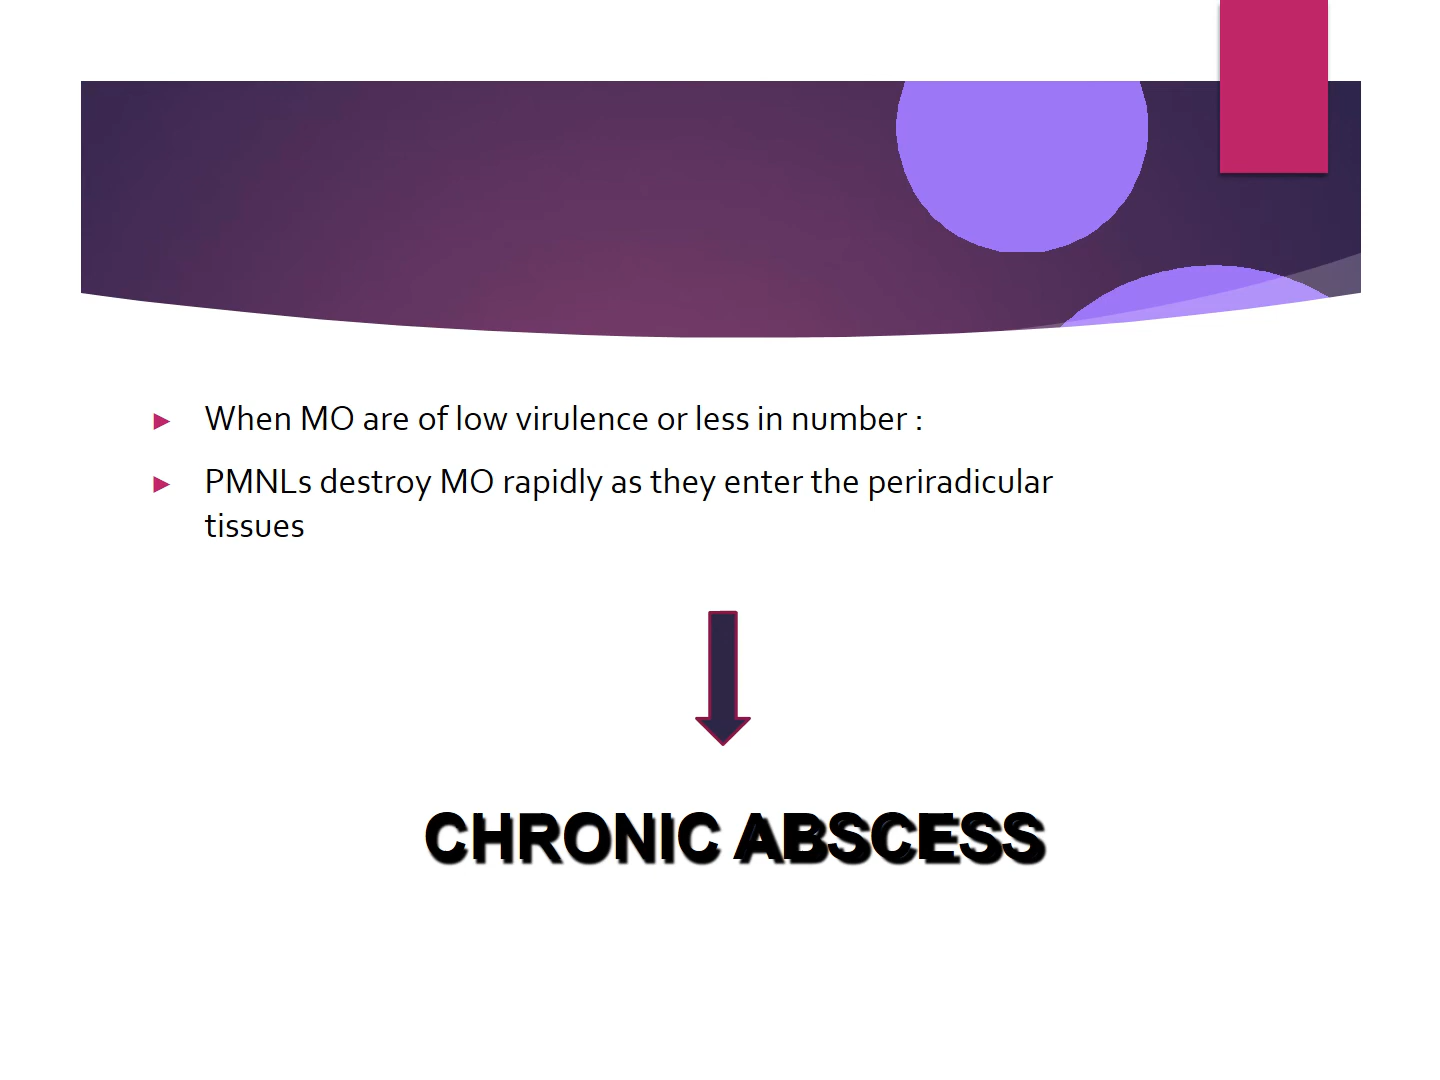 When MO are of low virulence or less in number :
PMNLs destroy MO rapidly as they enter the periradicular
tissues
CHRONIC ABSCESS